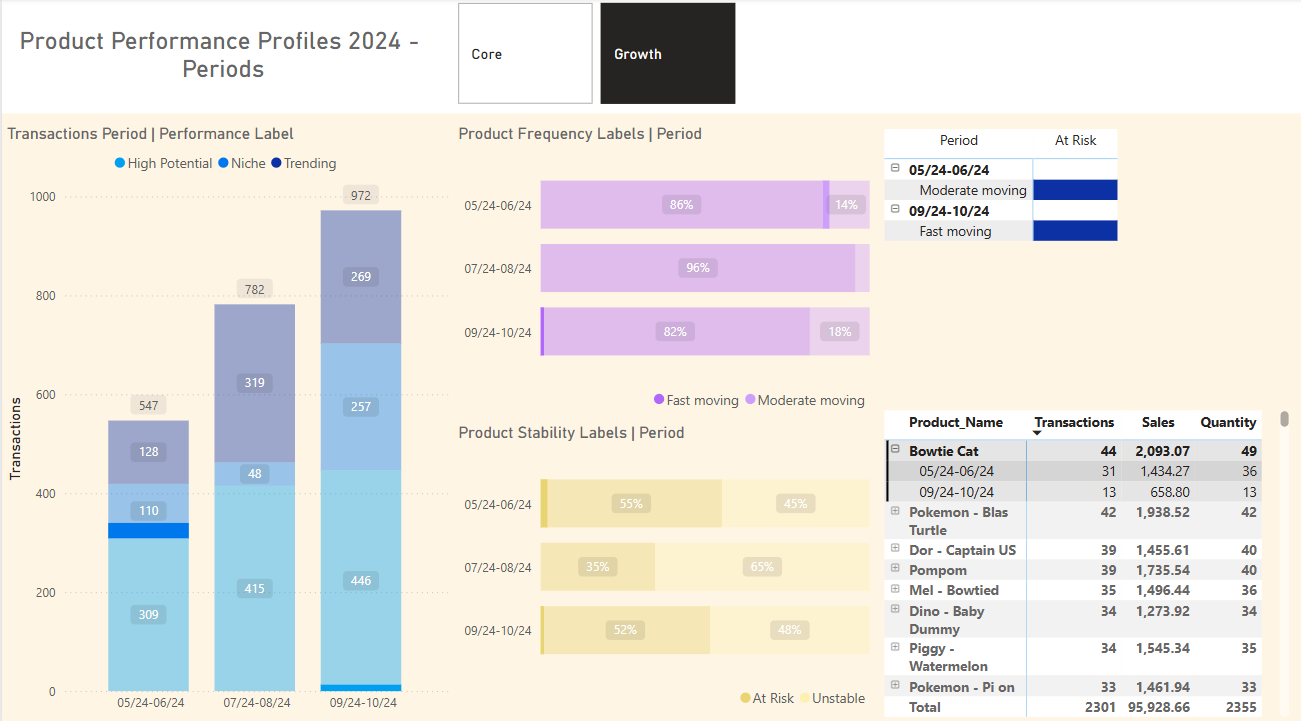 Product Performance Profiles 2024 -
Periods
Core
Growth
Transactions Period | Performance Label
High Potential Niche Trending
Transactions
1000
800
600
400
200
0
547
128
110
309
782
319
48
415
972
269
257
446
05/24-06/24 07/24-08/24 09/24-10/24
Product Frequency Labels | Period
05/24-06/24 86% 14%
07/24-08/24 96%
09/24-10/24 82% 18%
Fast moving Moderate moving
Product Stability Labels | Period
05/24-06/24 55% 45%
07/24-08/24 35% 65%
09/24-10/24 52% 48%
At Risk Unstable
Period At Risk
05/24-06/24
Moderate moving
09/24-10/24
Fast moving
Product_Name Transactions Sales Quantity
Bowtie Cat 44 2,093.07 49
05/24-06/24 31 1,434.27 36
09/24-10/24 13 658.80 13
Pokemon - Blas 42 1,938.52 42
Turtle
Dor - Captain US 39 1,455.61 40
Pompom 39 1,735.54 40
Mel - Bowtied 35 1,496.44 36
Dino - Baby 34 1,273.92 34
Dummy
Piggy - 34 1,545.34 35
Watermelon
Pokemon - Pi on 33 1,461.94 33
Total 2301 95,928.66 2355